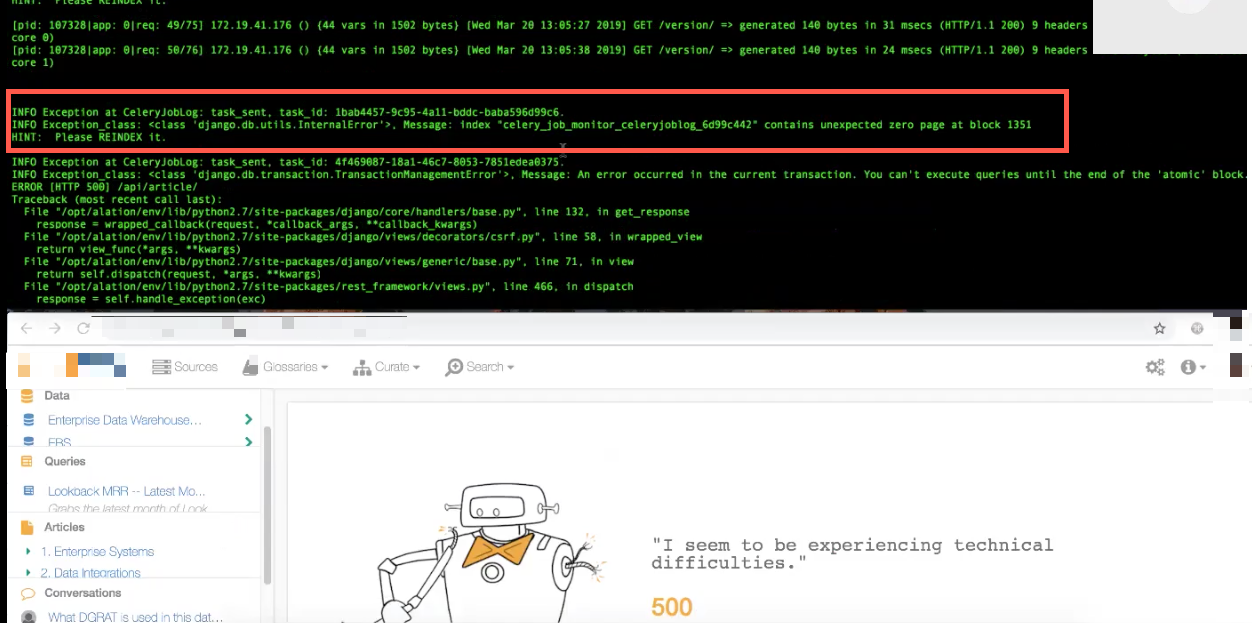 HINT:  Please REINDEX it.
[pid: 107328|app: 0|req: 49/75] 172.19.41.176 () {44 vars in 1502 bytes} [Wed Mar 20 13:05:27 2019] GET /version/ => generated 140 bytes in 31 msecs (HTTP/1.1 200) 9 headers
core 0)
[pid: 107328|app: 0|req: 50/76] 172.19.41.176 () {44 vars in 1502 bytes} [Wed Mar 20 13:05:38 2019] GET /version/ => generated 140 bytes in 24 msecs (HTTP/1.1 200) 9 headers
core 1)
INFO Exception at CeleryJobLog: task_sent, task_id: 1bab4457-9c95-4a11-bddc-baba596d99c6.
INFO Exception_class: <class 'django.db.utils.InternalError'>, Message: index "celery_job_monitor_celeryjoblog_6d99c442" contains unexpected zero page at block 1351
HINT:  Please REINDEX it.
INFO Exception at CeleryJobLog: task_sent, task_id: 4f469087-18a1-46c7-8053-7851edea0375.
INFO Exception_class: <class 'django.db.transaction.TransactionManagementError'>, Message: An error occurred in the current transaction. You can't execute queries until the end of the 'atomic' block.
ERROR [HTTP 500] /api/article/
Traceback (most recent call last):
  File "/opt/alation/env/lib/python2.7/site-packages/django/core/handlers/base.py", line 132, in get_response
    response = wrapped_callback(request, *callback_args, **callback_kwargs)
  File "/opt/alation/env/lib/python2.7/site-packages/django/views/decorators/csrf.py", line 58, in wrapped_view
    return view_func(*args, **kwargs)
  File "/opt/alation/env/lib/python2.7/site-packages/django/views/generic/base.py", line 71, in view
    return self.dispatch(request, *args, **kwargs)
  File "/opt/alation/env/lib/python2.7/site-packages/rest_framework/views.py", line 466, in dispatch
    response = self.handle_exception(exc)
Sources Glossaries Curate Search
Data
Enterprise Data Warehouse...
EBS
Queries
Lookback MRR -- Latest Mo...
Grabs the latest month of Look
Articles
1. Enterprise Systems
2. Data Integrations
Conversations
What DGRAT is used in this dat...
"I seem to be experiencing technical
difficulties."
500